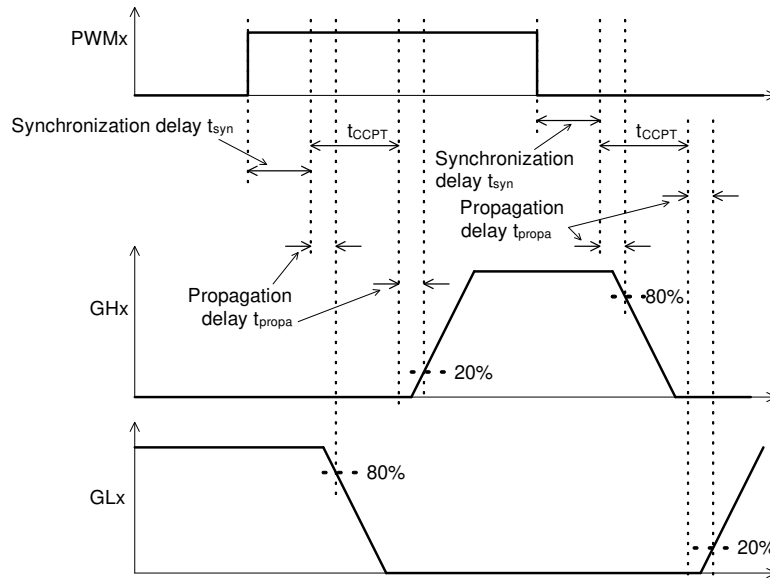 PWMx
Synchronization delay tsyn
tCCPT
Synchronization
delay tsyn
tCCPT
Propagation
delay tpropa
Propagation
delay tpropa
GHx
80%
20%
GLx
80%
20%